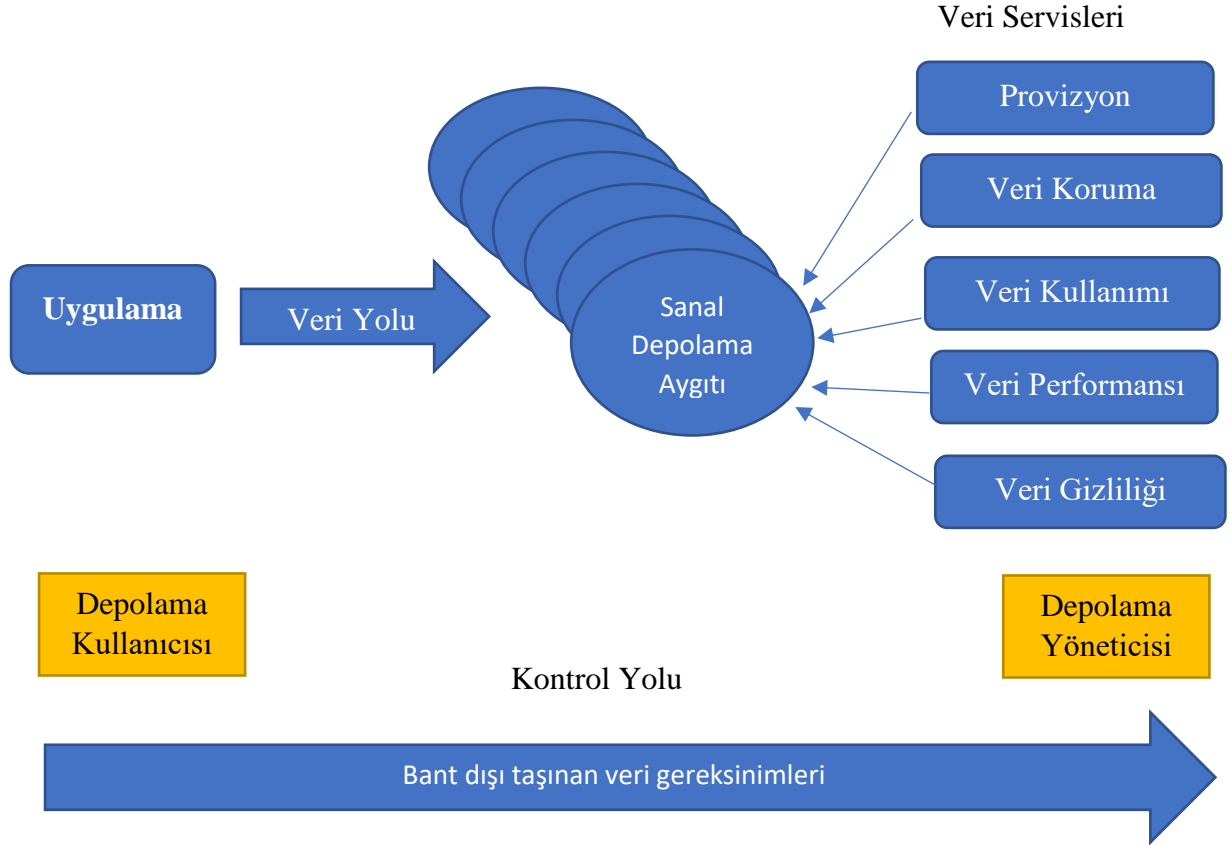 Veri Servisleri
Provizyon
Veri Koruma
Veri Kullanımı
Veri Performansı
Veri Gizliliği
Uygulama
Veri Yolu
Sanal
Depolama
Aygıtı
Depolama
Kullanıcısı
Depolama
Yöneticisi
Kontrol Yolu
Bant dışı taşınan veri gereksinimleri